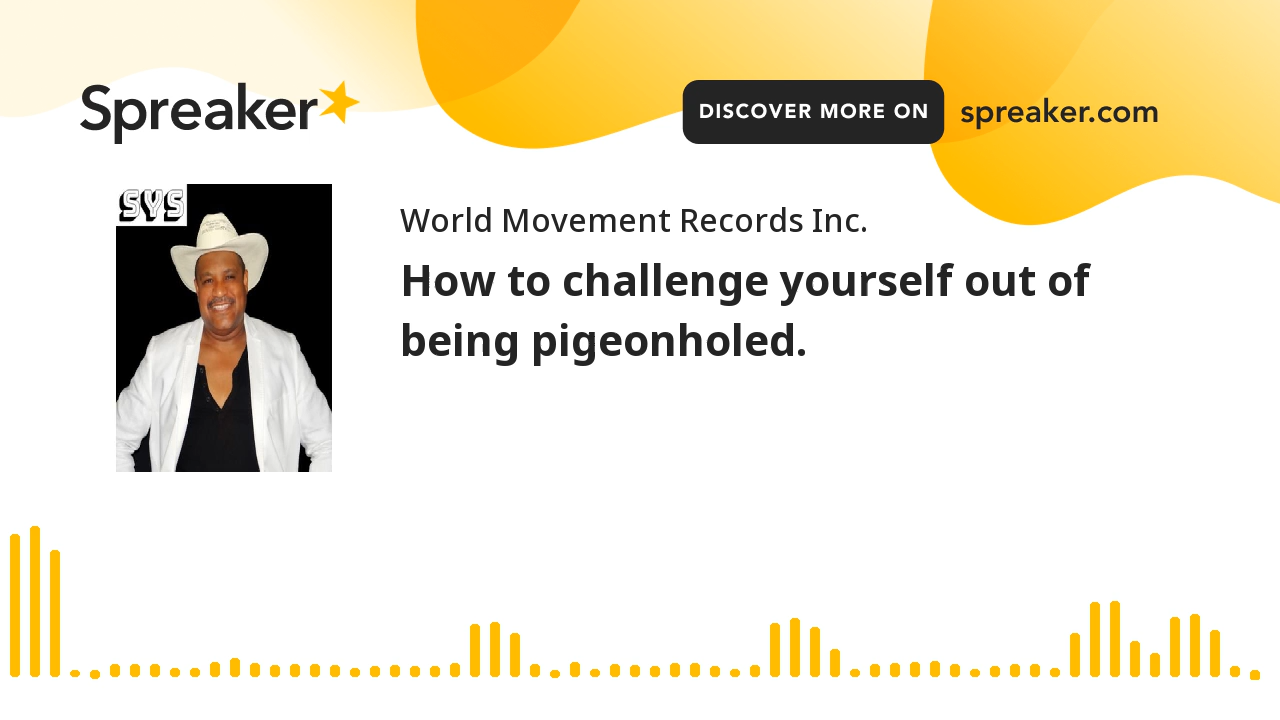 Spreaker
DISCOVER MORE ON spreaker.com
SYS
World Movement Records Inc.
How to challenge yourself out of
being pigeonholed.